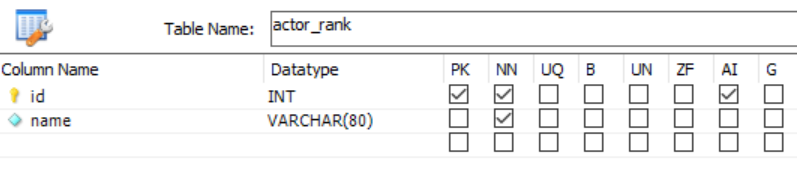 Table Name: actor_rank
Column Name Datatype PK NN UQ B UN ZF AI G
id INT
name VARCHAR(80)